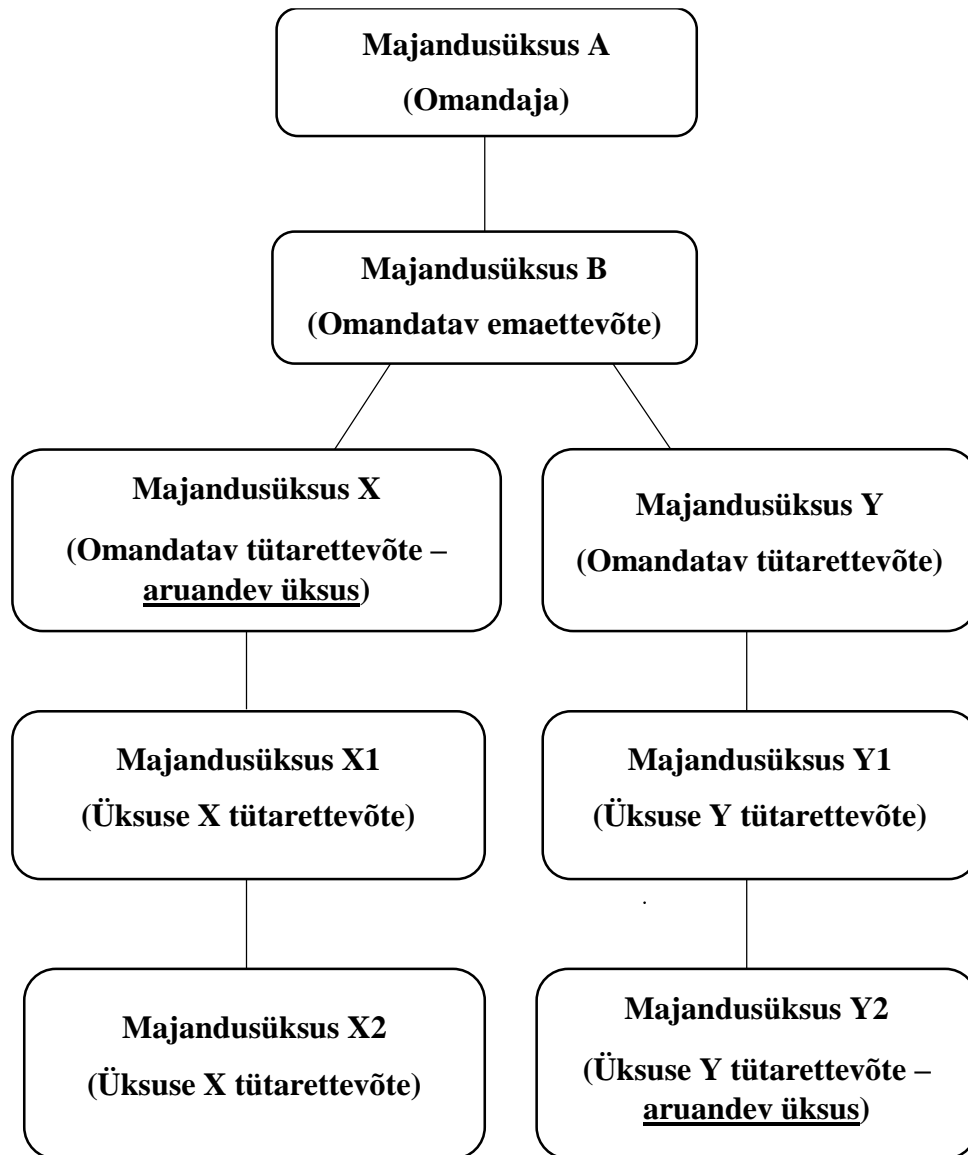 Majandusüksus A
(Omandaja)
Majandusüksus B
(Omandatav emaettevõte)
Majandusüksus X
(Omandatav tütarettevõte –
aruandev üksus)
Majandusüksus Y
(Omandatav tütarettevõte)
Majandusüksus X1
(Üksuse X tütarettevõte)
Majandusüksus Y1
(Üksuse Y tütarettevõte)
.
Majandusüksus X2
(Üksuse X tütarettevõte)
Majandusüksus Y2
(Üksuse Y tütarettevõte –
aruandev üksus)